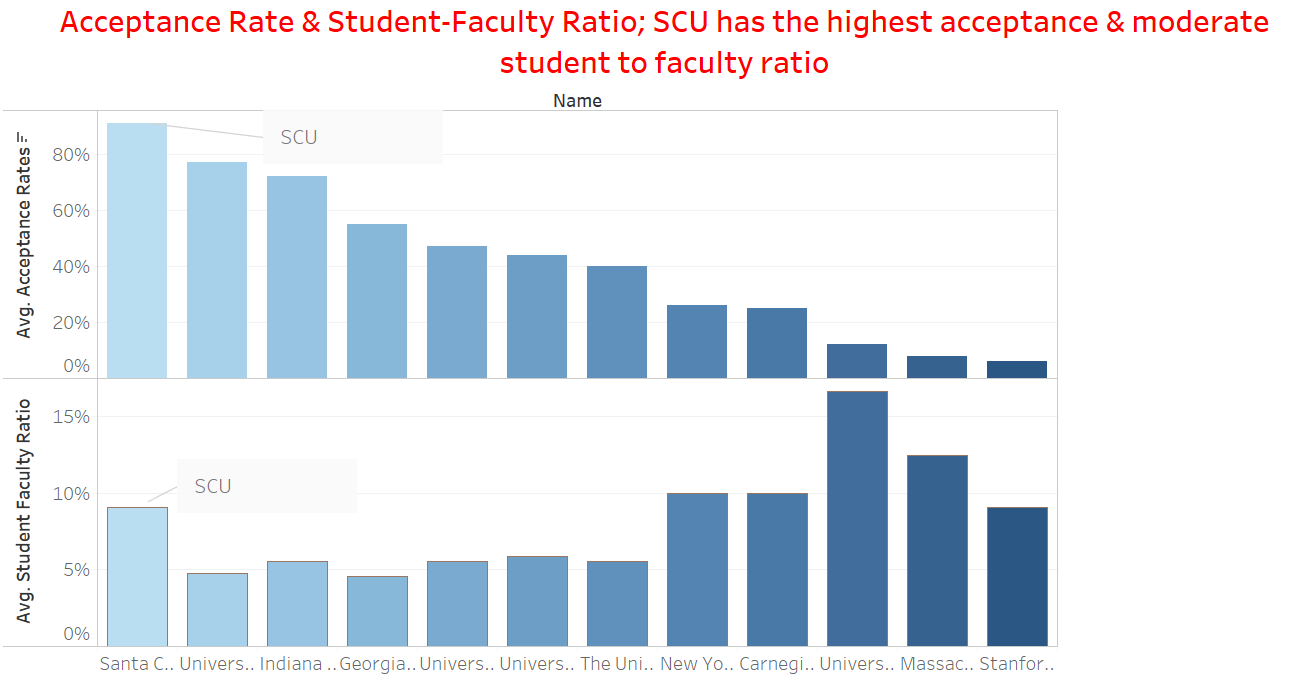 Acceptance Rate & Student-Faculty Ratio; SCU has the highest acceptance & moderate
student to faculty ratio
Name
Avg. Acceptance Rates
80%
60%
40%
20%
0%
SCU
Avg. Student Faculty Ratio
15%
10%
5%
0%
SCU
Santa C.. Univers.. Indiana .. Georgia.. Univers.. Univers.. The Uni.. New Yo.. Carnegi.. Univers.. Massac.. Stanfor..